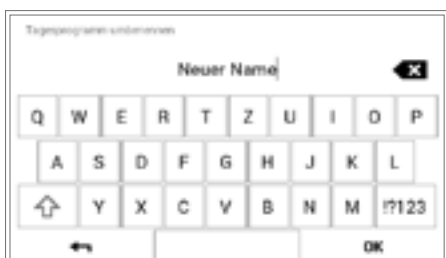 Tagesprogramm umbenennen
Neuer Name
Q W E R T Z U I O P
A S D F G H J K L
Y X C V B N M !?123
OK